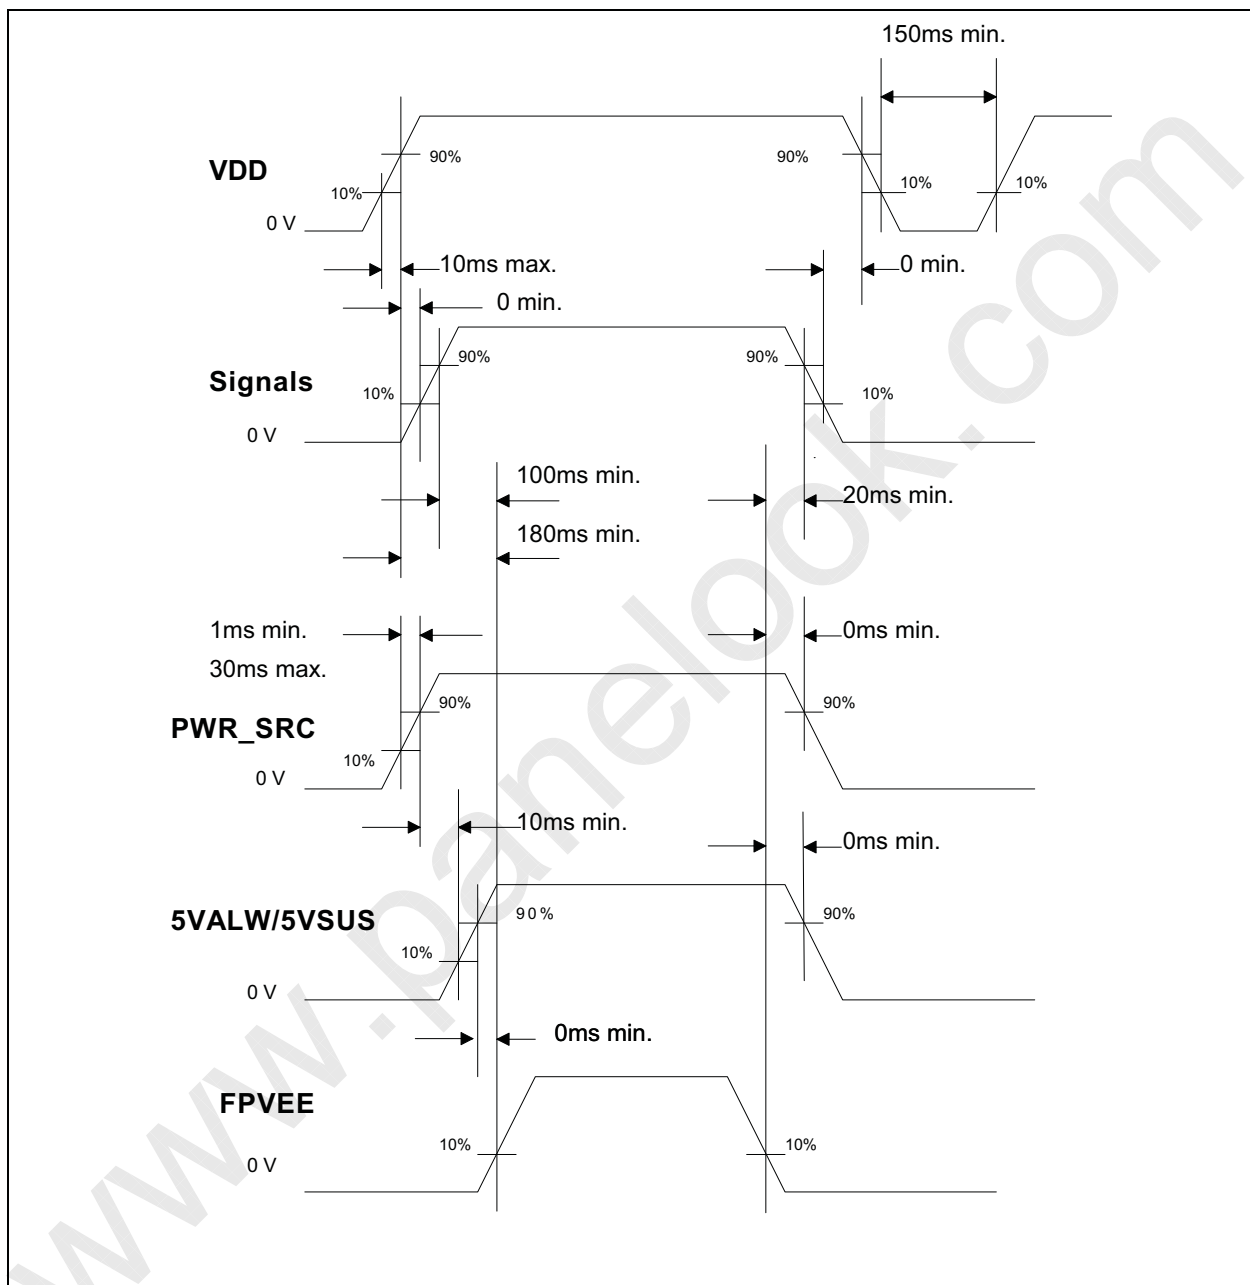 150ms min.
VDD
90%
90%
10%
10%
10%
0 V
10ms max.
0 min.
0 min.
Signals
90%
90%
10%
10%
0 V
100ms min.
20ms min.
180ms min.
1ms min.
0ms min.
30ms max.
PWR_SRC
90%
90%
10%
0 V
10ms min.
0ms min.
5VALW/5VSUS
90%
90%
10%
0 V
0ms min.
FPVEE
10%
10%
0 V
www.panelook.com